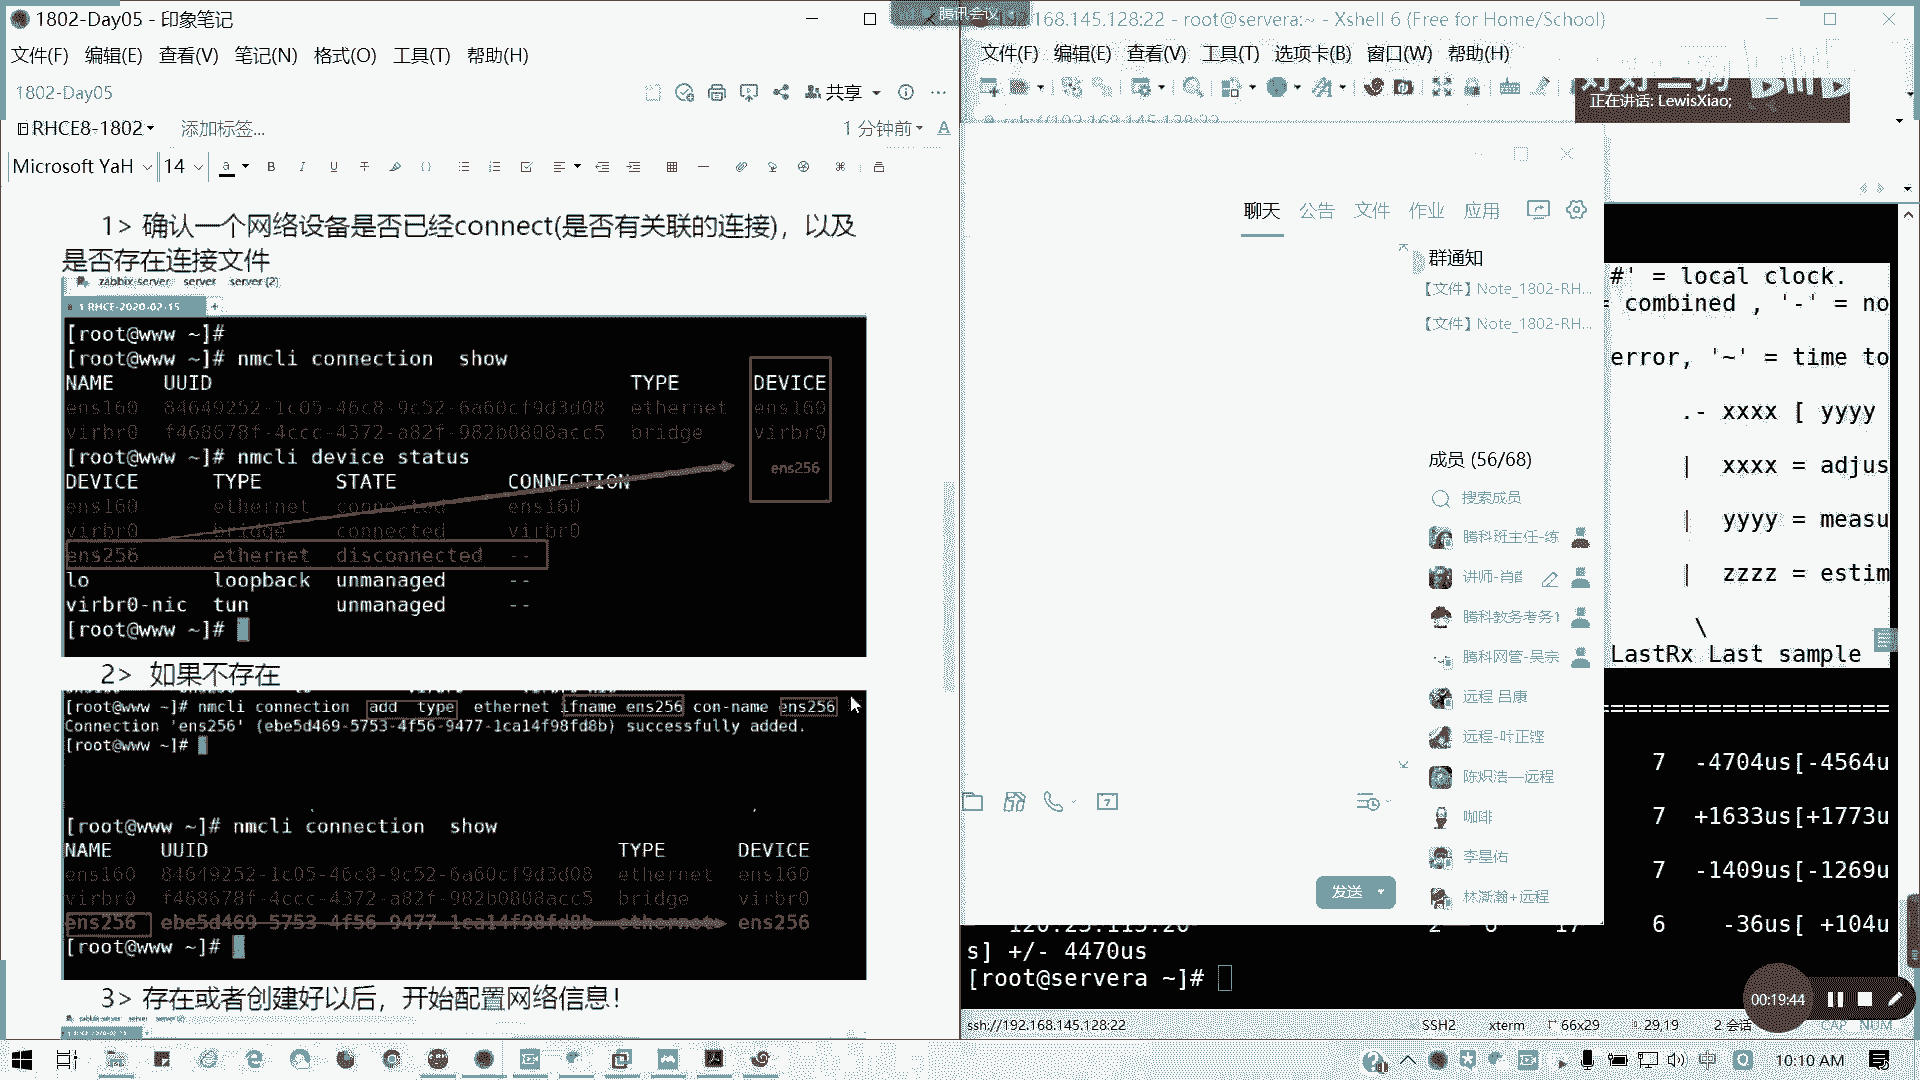 1802-Day05 - 印象笔记
文件(F) 编辑(E) 查看(V) 笔记(N) 格式(O) 工具(T) 帮助(H)
1802-Day05
共享
RHCE8-1802
添加标签...
1 分钟前
Microsoft YaH
14
1> 确认一个网络设备是否已经connect(是否有关联的连接)，以及
是否存在连接文件
zabbix server server server (2)
1 RHCE-2020-02-15
[root@www ~]#
[root@www ~]# nmcli connection show
NAME UUID TYPE DEVICE
ens160 84649252-1c05-46c8-9c52-6a60cf9d3d08 ethernet ens160
virbr0 f468678f-4ccc-4372-a82f-982b0808acc5 bridge virbr0
[root@www ~]# nmcli device status
ens256
DEVICE TYPE STATE CONNECTION
ens160 ethernet connected ens160
virbr0 bridge connected virbr0
ens256 ethernet disconnected --
lo loopback unmanaged --
virbr0-nic tun unmanaged --
[root@www ~]#
2> 如果不存在
[root@www ~]# nmcli connection add type ethernet ifname ens256 con-name ens256
Connection 'ens256' (ebe5d469-5753-4f56-9477-1ca14f98fd8b) successfully added.
[root@www ~]#
[root@www ~]# nmcli connection show
NAME UUID TYPE DEVICE
ens160 84649252-1c05-46c8-9c52-6a60cf9d3d08 ethernet ens160
virbr0 f468678f-4ccc-4372-a82f-982b0808acc5 bridge virbr0
ens256 ebe5d469-5753-4f56-9477-1ca14f98fd8b ethernet ens256
[root@www ~]#
3> 存在或者创建好以后，开始配置网络信息！
腾讯会议
192.168.145.128:22 - root@servera:~ - Xshell 6 (Free for Home/School)
文件(F) 编辑(E) 查看(V) 工具(T) 选项卡(B) 窗口(W) 帮助(H)
正在讲话: LewisXiao;
聊天 公告 文件 作业 应用
群通知
【文件】Note_1802-RH...
【文件】Note_1802-RH...
成员 (56/68)
搜索成员
腾科班主任-练
腾科教务考务1
腾科网管-吴宗
远程 吕康
远程-叶正铿
陈炽浩—远程
咖啡
发送
#' = local clock.
combined , '-' = no
error, '~' = time to
.- xxxx [ yyyy
| xxxx = adjus
| yyyy = measu
| zzzz = estim
\
LastRx Last sample
=====================
7 -4704us[-4564u
7 +1633us[+1773u
7 -1409us[-1269u
2 6 17 6 -36us[ +104u
s] +/- 4470us
[root@servera ~]#
00:19:44
ssh://192.168.145.128:22
SSH2
xterm
66x29
29,19
2 会话
CAP NUM
中
10:10 AM